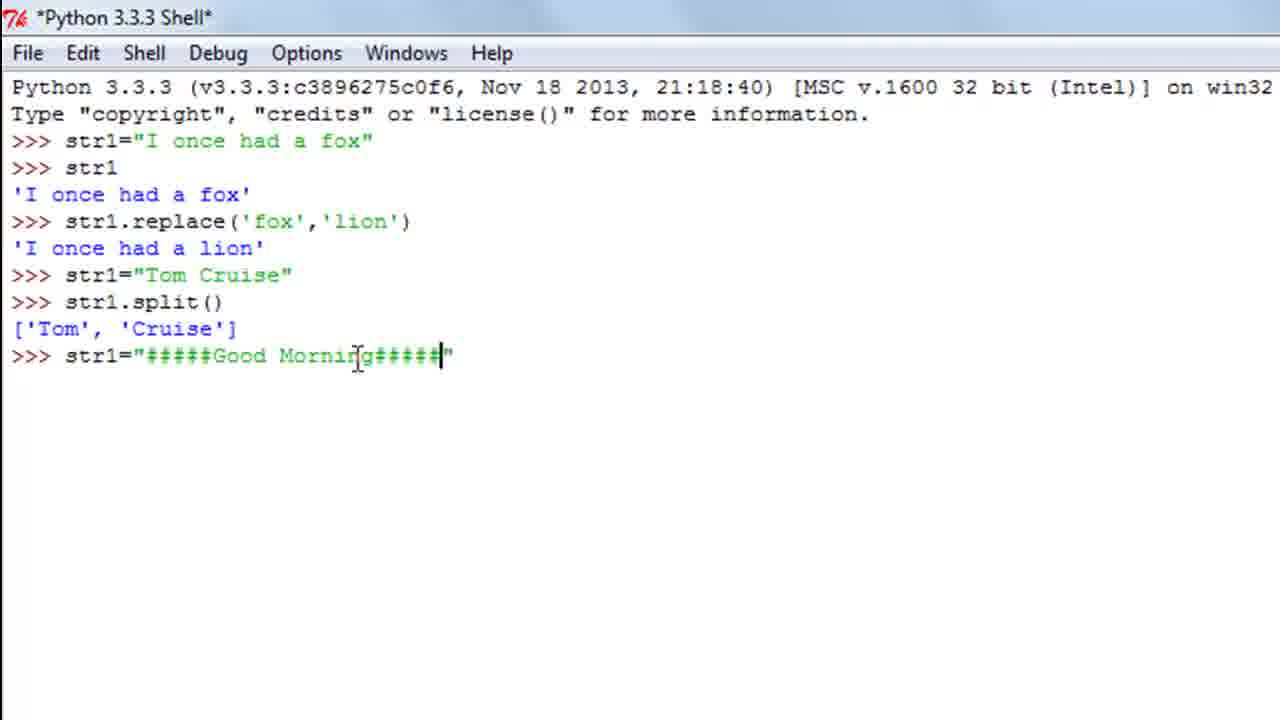 *Python 3.3.3 Shell*
File Edit Shell Debug Options Windows Help
Python 3.3.3 (v3.3.3:c3896275c0f6, Nov 18 2013, 21:18:40) [MSC v.1600 32 bit (Intel)] on win32
Type "copyright", "credits" or "license()" for more information.
>>> str1="I once had a fox"
>>> str1
'I once had a fox'
>>> str1.replace('fox','lion')
'I once had a lion'
>>> str1="Tom Cruise"
>>> str1.split()
['Tom', 'Cruise']
>>> str1="#####Good Morning#####"